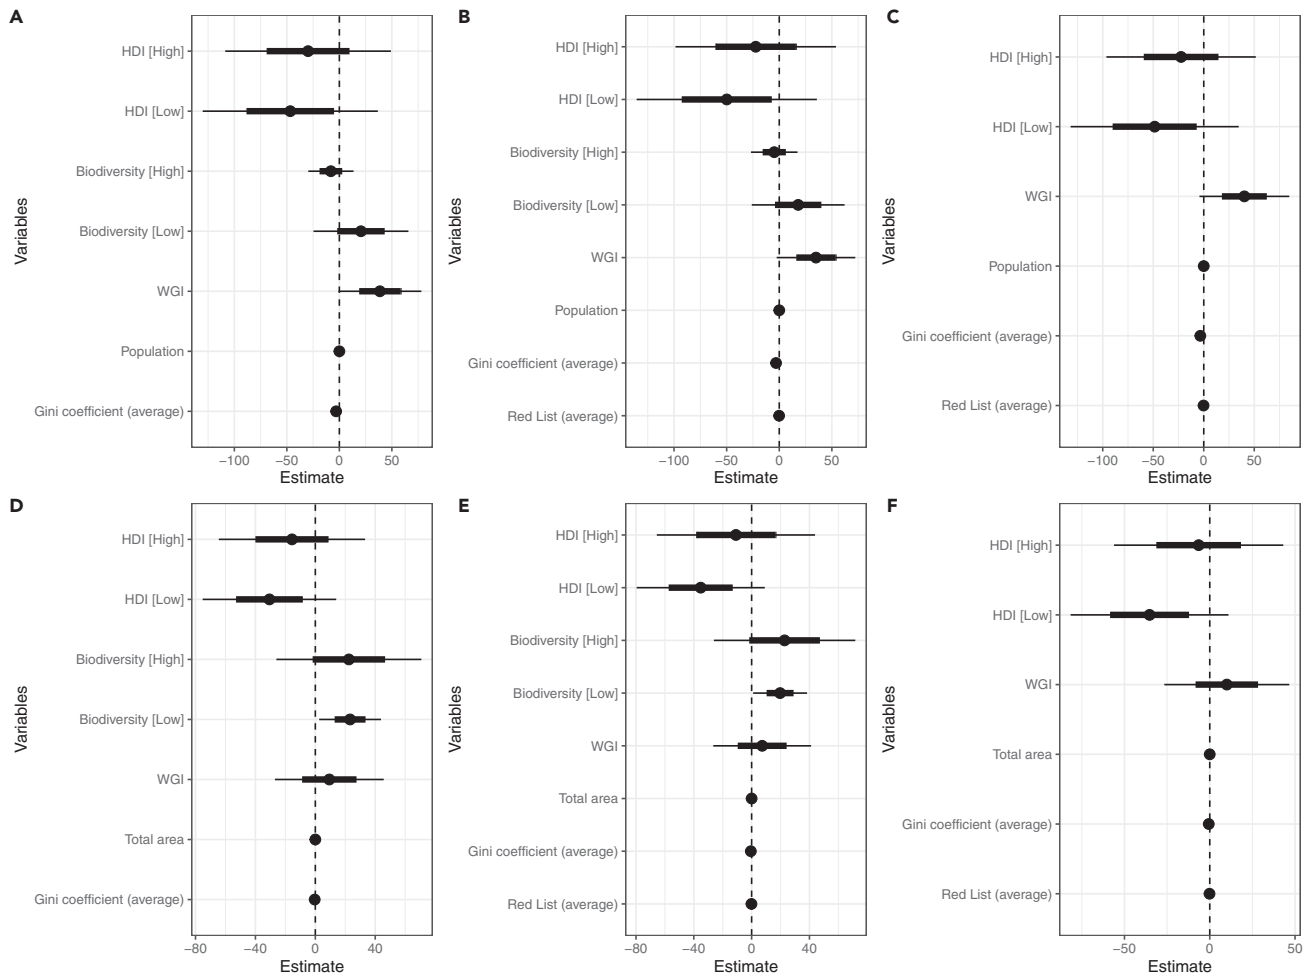 A
Variables
HDI [High]
HDI [Low]
Biodiversity [High]
Biodiversity [Low]
WGI
Population
Gini coefficient (average)
−100 −50 0 50
Estimate
B
Variables
HDI [High]
HDI [Low]
Biodiversity [High]
Biodiversity [Low]
WGI
Population
Gini coefficient (average)
Red List (average)
−100 −50 0 50
Estimate
C
Variables
HDI [High]
HDI [Low]
WGI
Population
Gini coefficient (average)
Red List (average)
−100 −50 0 50
Estimate
D
Variables
HDI [High]
HDI [Low]
Biodiversity [High]
Biodiversity [Low]
WGI
Total area
Gini coefficient (average)
−80 −40 0 40
Estimate
E
Variables
HDI [High]
HDI [Low]
Biodiversity [High]
Biodiversity [Low]
WGI
Total area
Gini coefficient (average)
Red List (average)
−80 −40 0 40
Estimate
F
Variables
HDI [High]
HDI [Low]
WGI
Total area
Gini coefficient (average)
Red List (average)
−50 0 50
Estimate